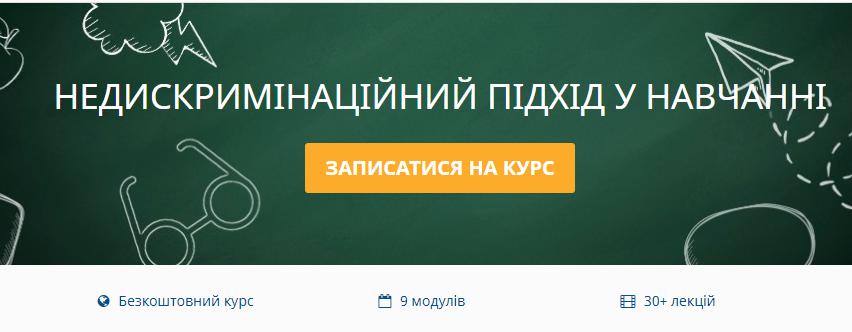 НЕДИСКРИМІНАЦІЙНИЙ ПІДХІД У НАВЧАННІ
ЗАПИСАТИСЯ НА КУРС
Безкоштовний курс
9 модулів
30+ лекцій